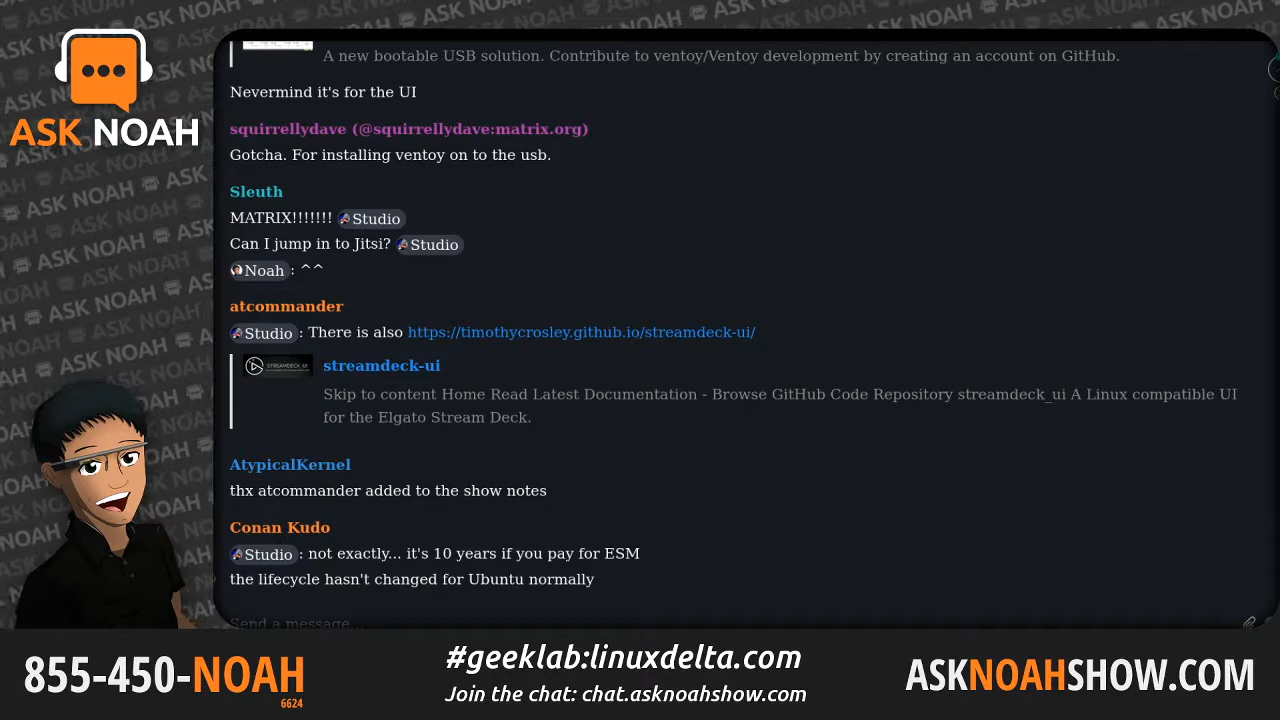 ASK NOAH
A new bootable USB solution. Contribute to ventoy/Ventoy development by creating an account on GitHub.
Nevermind it's for the UI
squirrellydave (@squirrellydave:matrix.org)
Gotcha. For installing ventoy on to the usb.
Sleuth
MATRIX!!!!!!! Studio
Can I jump in to Jitsi? Studio
Noah : ^^
atcommander
Studio : There is also https://timothycrosley.github.io/streamdeck-ui/
STREAMDECK UI
streamdeck-ui
Skip to content Home Read Latest Documentation - Browse GitHub Code Repository streamdeck_ui A Linux compatible UI
for the Elgato Stream Deck.
AtypicalKernel
thx atcommander added to the show notes
Conan Kudo
Studio : not exactly... it's 10 years if you pay for ESM
the lifecycle hasn't changed for Ubuntu normally
Send a message...
855-450-NOAH
6624
#geeklab:linuxdelta.com
Join the chat: chat.asknoahshow.com
ASKNOAHSHOW.COM